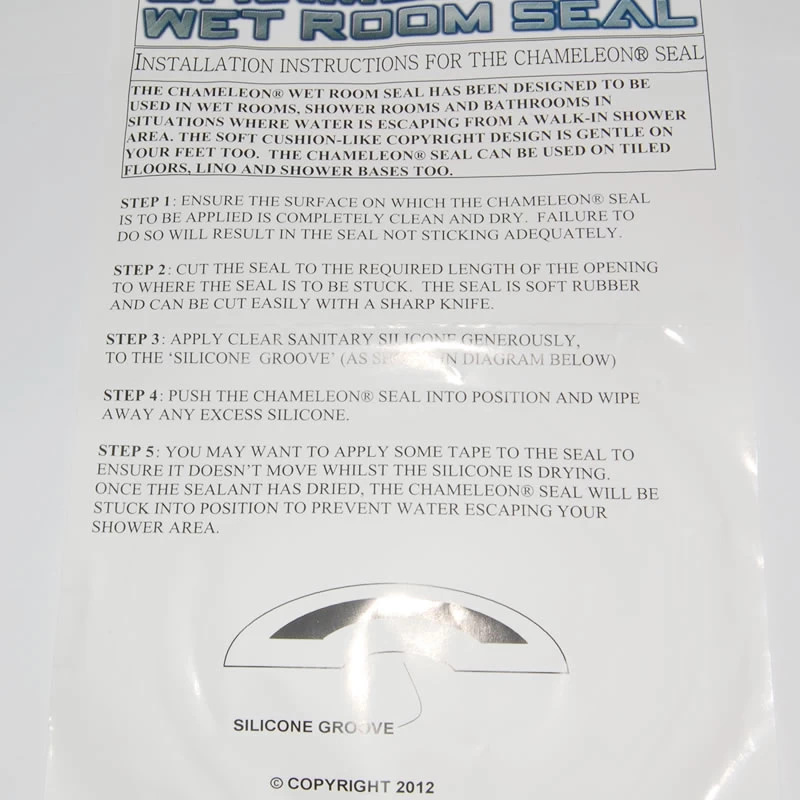 WET ROOM SEAL
INSTALLATION INSTRUCTIONS FOR THE CHAMELEON® SEAL
THE CHAMELEON® WET ROOM SEAL HAS BEEN DESIGNED TO BE
USED IN WET ROOMS, SHOWER ROOMS AND BATHROOMS IN
SITUATIONS WHERE WATER IS ESCAPING FROM A WALK-IN SHOWER
AREA. THE SOFT CUSHION-LIKE COPYRIGHT DESIGN IS GENTLE ON
YOUR FEET TOO. THE CHAMELEON® SEAL CAN BE USED ON TILED
FLOORS, LINO AND SHOWER BASES TOO.
STEP 1: ENSURE THE SURFACE ON WHICH THE CHAMELEON® SEAL
IS TO BE APPLIED IS COMPLETELY CLEAN AND DRY. FAILURE TO
DO SO WILL RESULT IN THE SEAL NOT STICKING ADEQUATELY.
STEP 2: CUT THE SEAL TO THE REQUIRED LENGTH OF THE OPENING
TO WHERE THE SEAL IS TO BE STUCK. THE SEAL IS SOFT RUBBER
AND CAN BE CUT EASILY WITH A SHARP KNIFE.
STEP 3: APPLY CLEAR SANITARY SILICONE GENEROUSLY,
TO THE 'SILICONE GROOVE' (AS IN DIAGRAM BELOW)
STEP 4: PUSH THE CHAMELEON® SEAL INTO POSITION AND WIPE
AWAY ANY EXCESS SILICONE.
STEP 5: YOU MAY WANT TO APPLY SOME TAPE TO THE SEAL TO
ENSURE IT DOESN'T MOVE WHILST THE SILICONE IS DRYING.
ONCE THE SEALANT HAS DRIED, THE CHAMELEON® SEAL WILL BE
STUCK INTO POSITION TO PREVENT WATER ESCAPING YOUR
SHOWER AREA.
SILICONE GROOVE
© COPYRIGHT 2012